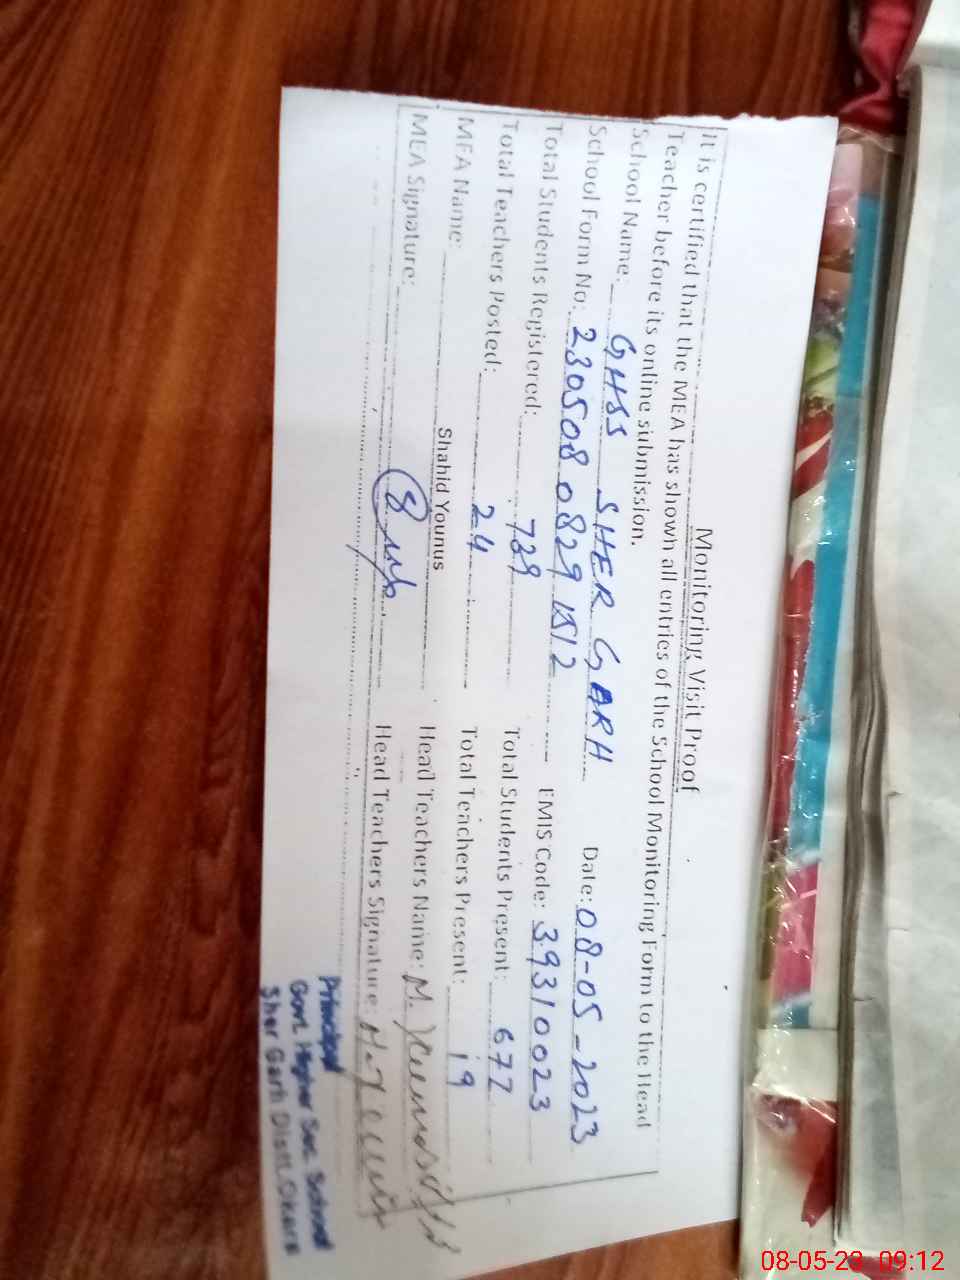 Monitoring Visit Proof
It is certified that the MEA has shown all entries of the School Monitoring Form to the Head
Teacher before its online submission.
School Name: GHSS SHER GARH Date: 08-05-2023
School Form No: 230508 0829 1512 EMIS Code: 39310023
Total Students Registered: 739 Total Students Present: 677
Total Teachers Posted: 24 Total Teachers Present: 19
MEA Name: Shahid Younus Head Teachers Name: M.
MEA Signature: Head Teachers Signature:
Principal
Govt. Higher Sec. School
Sher Garh Distt. Okara
08-05-23 09:12